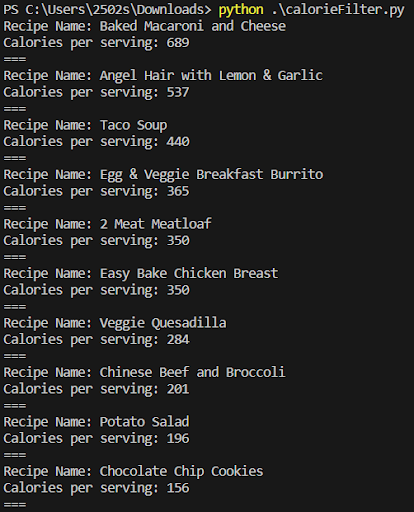 PS C:\Users\2502s\Downloads> python .\calorieFilter.py
Recipe Name: Baked Macaroni and Cheese
Calories per serving: 689
===
Recipe Name: Angel Hair with Lemon & Garlic
Calories per serving: 537
===
Recipe Name: Taco Soup
Calories per serving: 440
===
Recipe Name: Egg & Veggie Breakfast Burrito
Calories per serving: 365
===
Recipe Name: 2 Meat Meatloaf
Calories per serving: 350
===
Recipe Name: Easy Bake Chicken Breast
Calories per serving: 350
===
Recipe Name: Veggie Quesadilla
Calories per serving: 284
===
Recipe Name: Chinese Beef and Broccoli
Calories per serving: 201
===
Recipe Name: Potato Salad
Calories per serving: 196
===
Recipe Name: Chocolate Chip Cookies
Calories per serving: 156
===